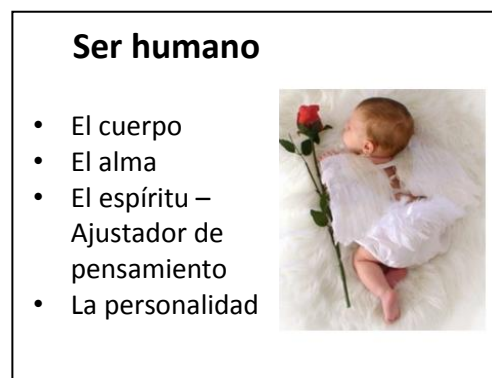 Ser humano
• El cuerpo
• El alma
• El espíritu –
Ajustador de
pensamiento
• La personalidad